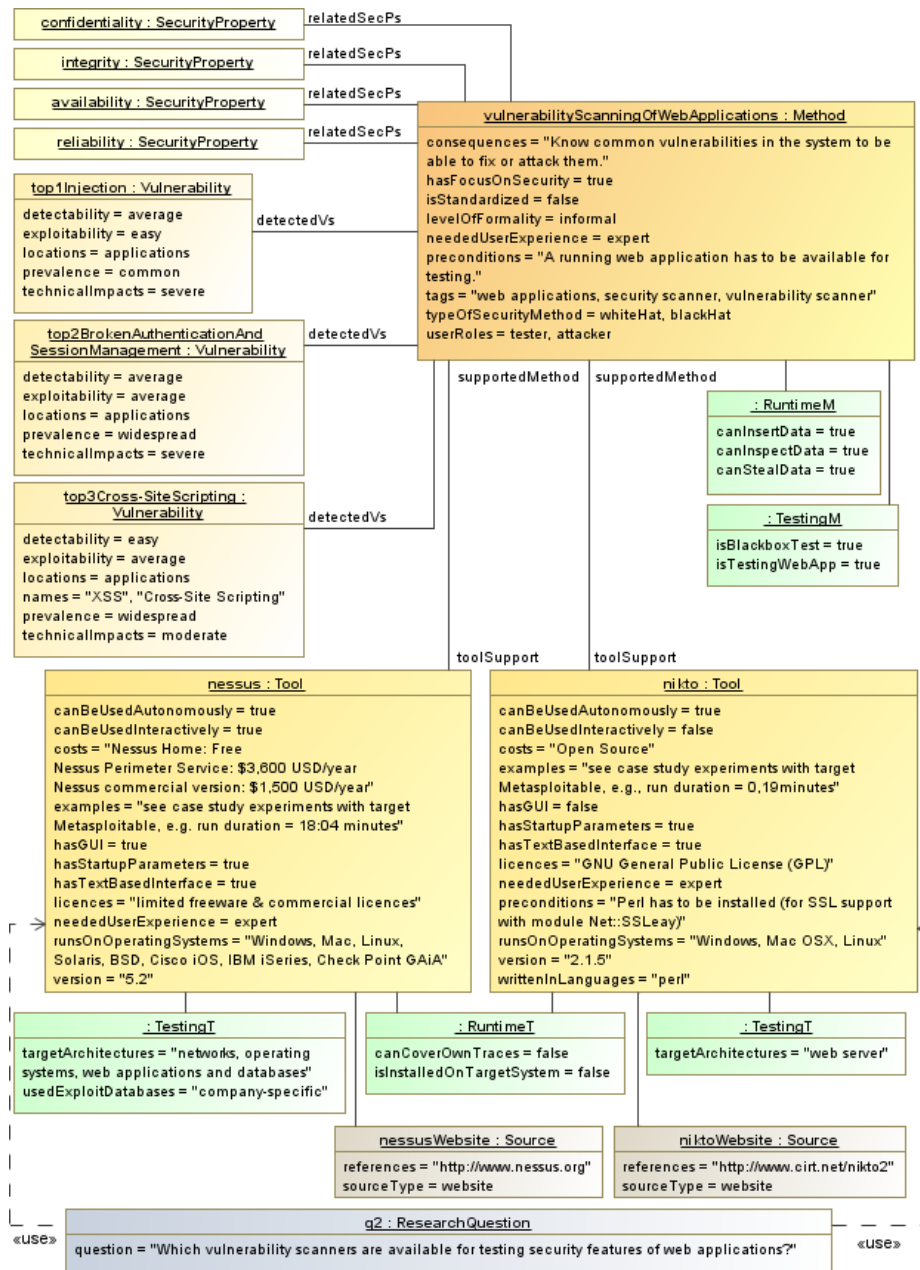 confidentiality : SecurityProperty
relatedSecPs
integrity : SecurityProperty
relatedSecPs
availability : SecurityProperty
relatedSecPs
reliability : SecurityProperty
relatedSecPs
vulnerabilityScanningOfWebApplications : Method
consequences = "Know common vulnerabilities in the system to be
able to fix or attack them."
hasFocusOnSecurity = true
isStandardized = false
levelOfFormality = informal
neededUserExperience = expert
preconditions = "A running web application has to be available for
testing."
tags = "web applications, security scanner, vulnerability scanner"
typeOfSecurityMethod = whiteHat, blackHat
userRoles = tester, attacker
top1Injection : Vulnerability
detectability = average
exploitability = easy
locations = applications
prevalence = common
technicalImpacts = severe
detectedVs
top2BrokenAuthenticationAnd
SessionManagement : Vulnerability
detectability = average
exploitability = average
locations = applications
prevalence = widespread
technicalImpacts = severe
detectedVs
supportedMethod
supportedMethod
: RuntimeM
canInsertData = true
canInspectData = true
canStealData = true
top3Cross-SiteScripting :
Vulnerability
detectability = easy
exploitability = average
locations = applications
names = "XSS", "Cross-Site Scripting"
prevalence = widespread
technicalImpacts = moderate
detectedVs
: TestingM
isBlackboxTest = true
isTestingWebApp = true
toolSupport
toolSupport
nessus : Tool
canBeUsedAutonomously = true
canBeUsedInteractively = true
costs = "Nessus Home: Free
Nessus Perimeter Service: $3,600 USD/year
Nessus commercial version: $1,500 USD/year"
examples = "see case study experiments with target
Metasploitable, e.g. run duration = 18:04 minutes"
hasGUI = true
hasStartupParameters = true
hasTextBasedInterface = true
licences = "limited freeware & commercial licences"
neededUserExperience = expert
runsOnOperatingSystems = "Windows, Mac, Linux,
Solaris, BSD, Cisco iOS, IBM iSeries, Check Point GAiA"
version = "5.2"
nikto : Tool
canBeUsedAutonomously = true
canBeUsedInteractively = false
costs = "Open Source"
examples = "see case study experiments with target
Metasploitable, e.g., run duration = 0,19minutes"
hasGUI = false
hasStartupParameters = true
hasTextBasedInterface = true
licences = "GNU General Public License (GPL)"
neededUserExperience = expert
preconditions = "Perl has to be installed (for SSL support
with module Net::SSLeay)"
runsOnOperatingSystems = "Windows, Mac OSX, Linux"
version = "2.1.5"
writtenInLanguages = "perl"
: TestingT
targetArchitectures = "networks, operating
systems, web applications and databases"
usedExploitDatabases = "company-specific"
: RuntimeT
canCoverOwnTraces = false
isInstalledOnTargetSystem = false
: TestingT
targetArchitectures = "web server"
nessusWebsite : Source
references = "http://www.nessus.org"
sourceType = website
niktoWebsite : Source
references = "http://www.cirt.net/nikto2"
sourceType = website
«use»
q2 : ResearchQuestion
question = "Which vulnerability scanners are available for testing security features of web applications?"
«use»